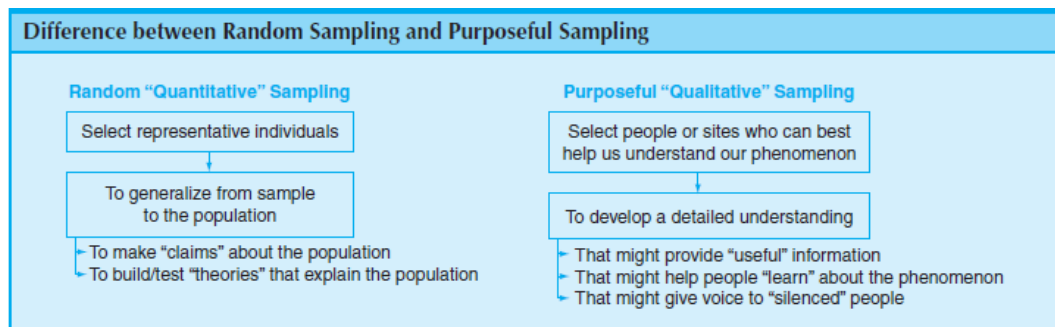 Difference between Random Sampling and Purposeful Sampling
Random “Quantitative” Sampling
Select representative individuals
To generalize from sample
to the population
To make “claims” about the population
To build/test “theories” that explain the population
Purposeful “Qualitative” Sampling
Select people or sites who can best
help us understand our phenomenon
To develop a detailed understanding
That might provide “useful” information
That might help people “learn” about the phenomenon
That might give voice to “silenced” people